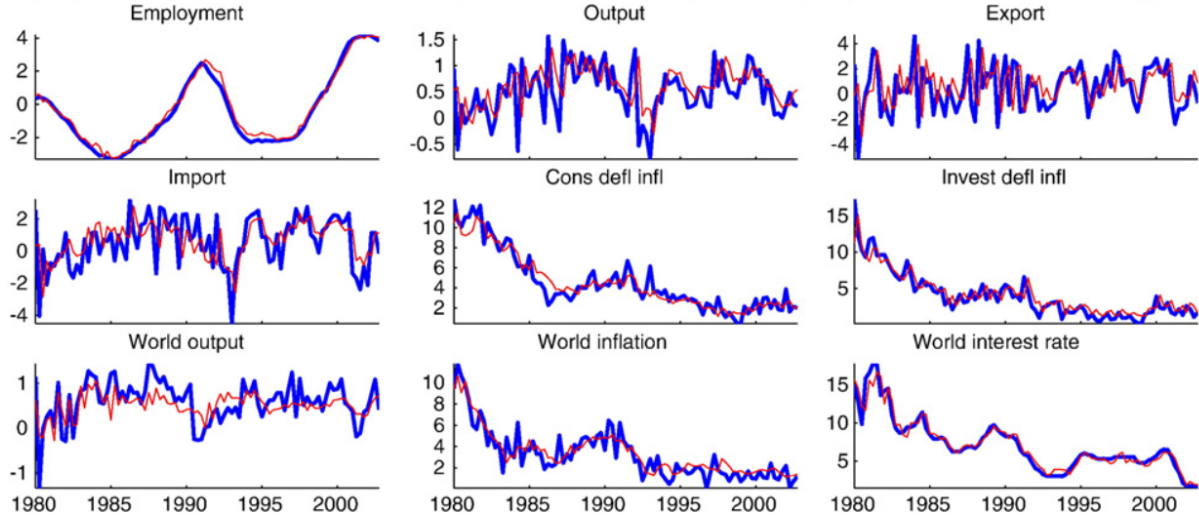 Employment Output Export
4 1.5 4
2 1 2
0 0.5 0
-2 0 -2
-0.5 -4
Import Cons defl infl Invest defl infl
2 12 15
0 10 10
-2 8 5
-4 6
4
2
World output World inflation World interest rate
1 10 15
0 8 10
-1 6 5
4
2
1980 1985 1990 1995 2000 1980 1985 1990 1995 2000 1980 1985 1990 1995 2000